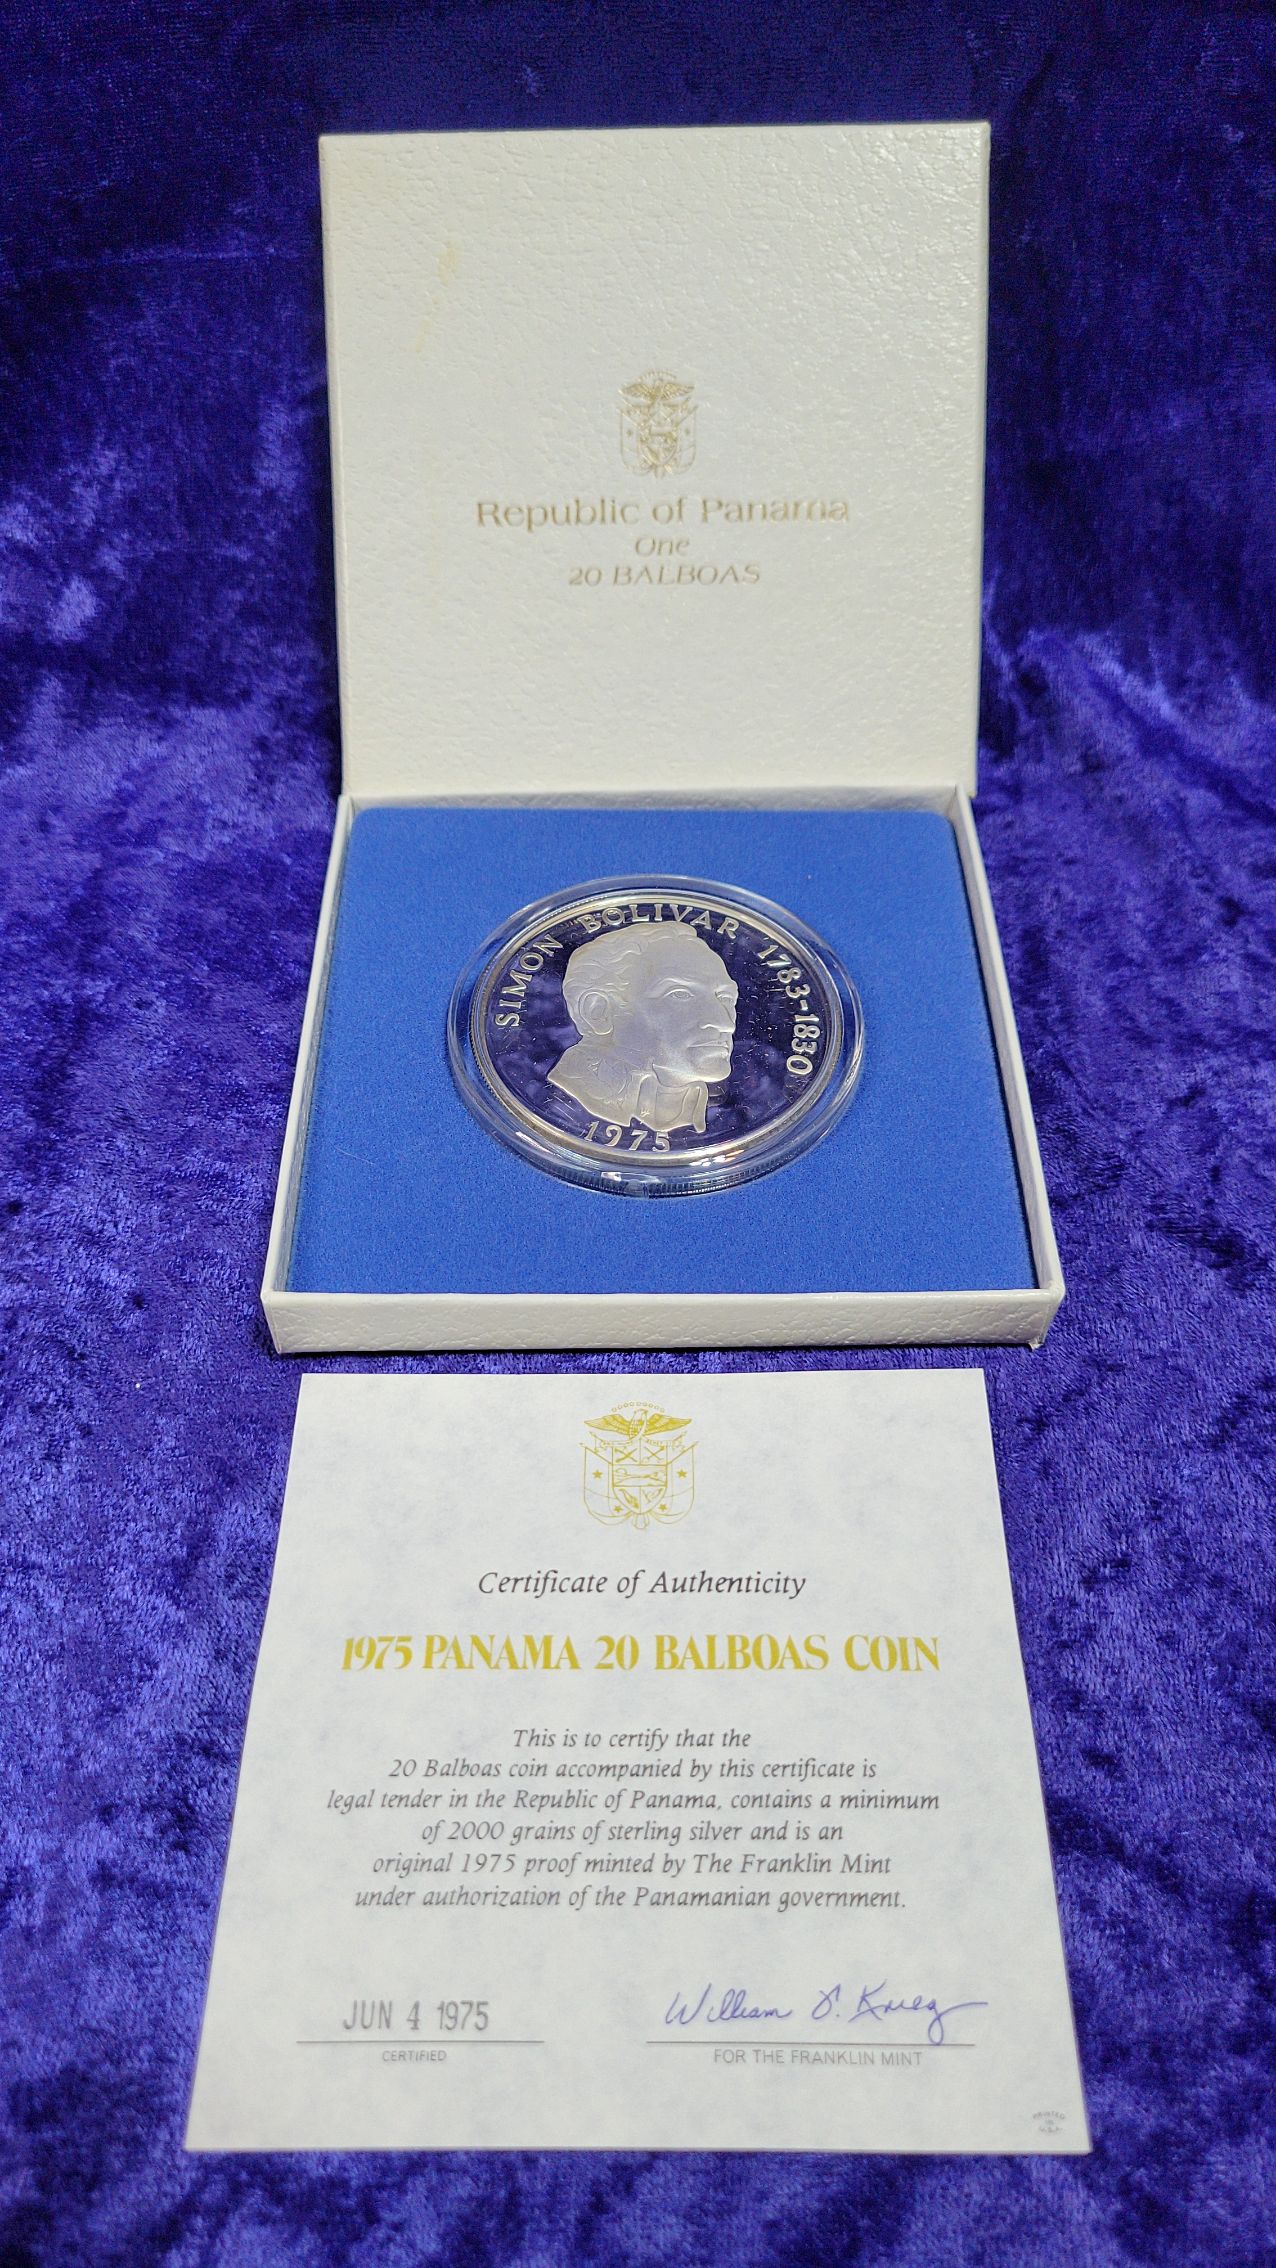 Republic of Panama
One
20 BALBOAS
SIMON BOLIVAR 1783-1830
1975
Certificate of Authenticity
1975 PANAMA 20 BALBOAS COIN
This is to certify that the
20 Balboas coin accompanied by this certificate is
legal tender in the Republic of Panama, contains a minimum
of 2000 grains of sterling silver and is an
original 1975 proof minted by The Franklin Mint
under authorization of the Panamanian government.
JUN 4 1975
CERTIFIED
William
FOR THE FRANKLIN MINT
PRINTED
IN
U.S.A.